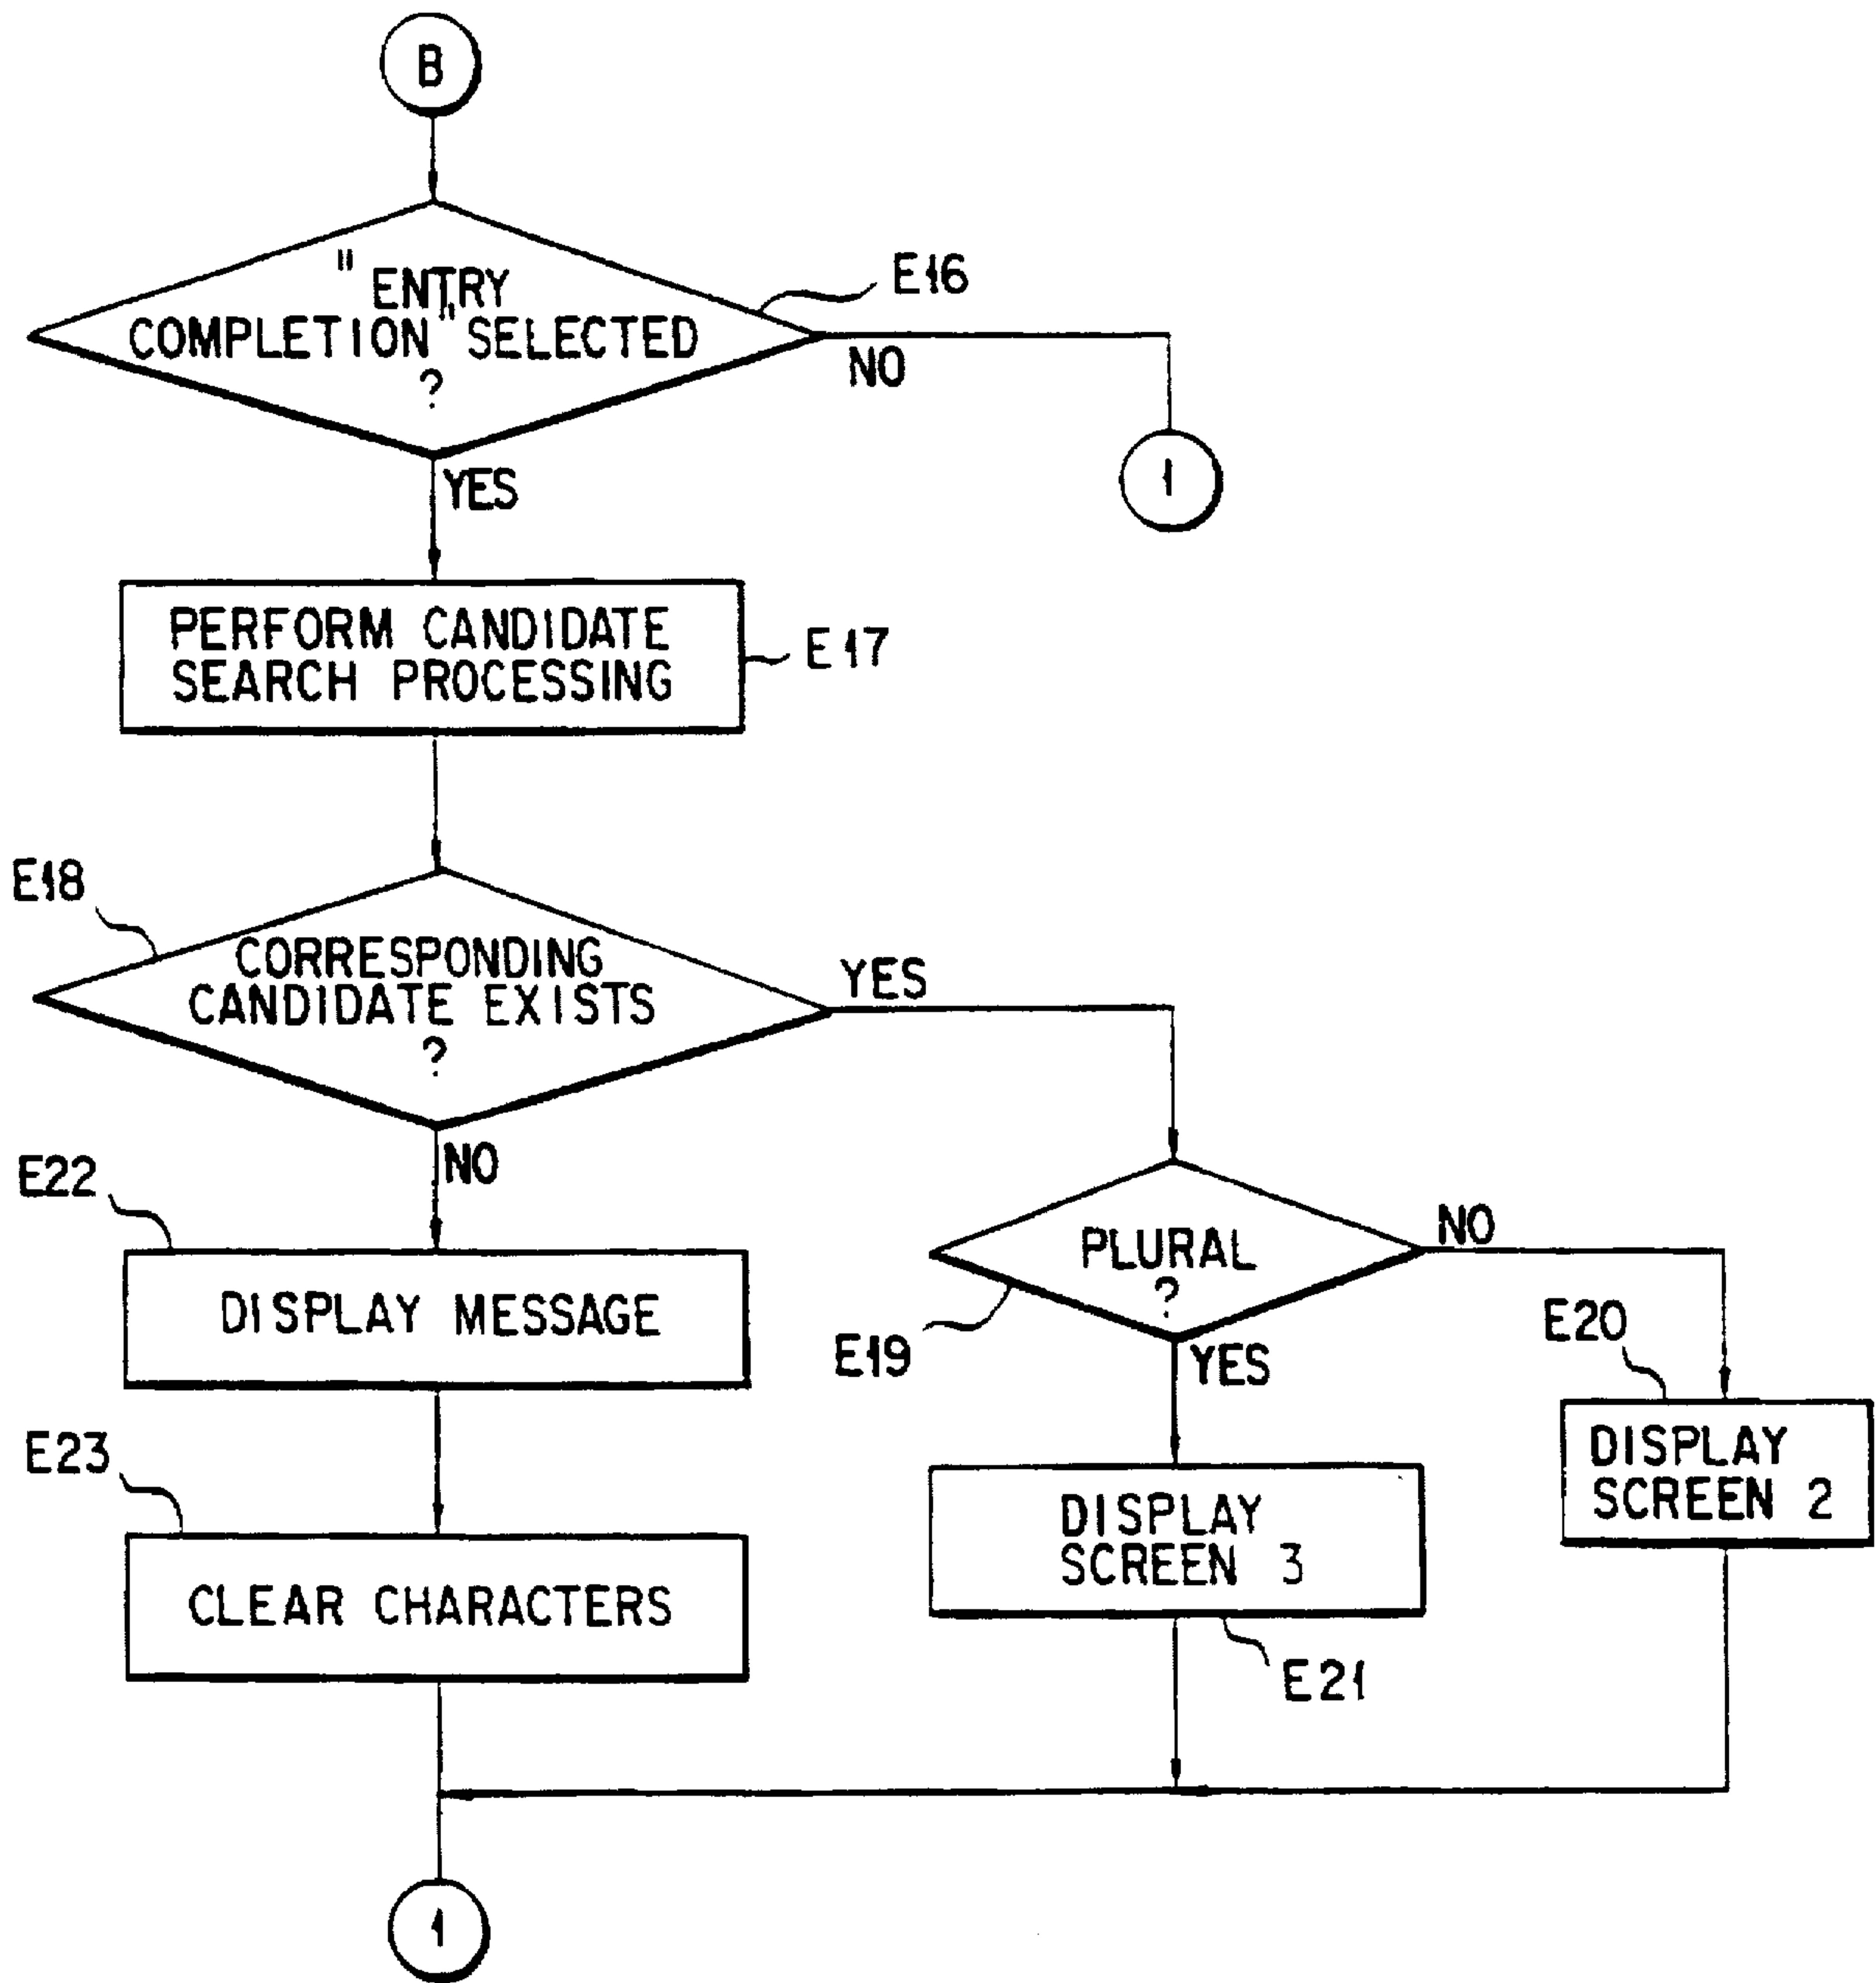 B
"ENTRY
COMPLETION" SELECTED
?
E16
NO
1
YES
PERFORM CANDIDATE
SEARCH PROCESSING
E17
E18
CORRESPONDING
CANDIDATE EXISTS
?
YES
NO
E22
DISPLAY MESSAGE
PLURAL
?
NO
E19
YES
E20
DISPLAY
SCREEN 2
E23
CLEAR CHARACTERS
DISPLAY
SCREEN 3
E21
1